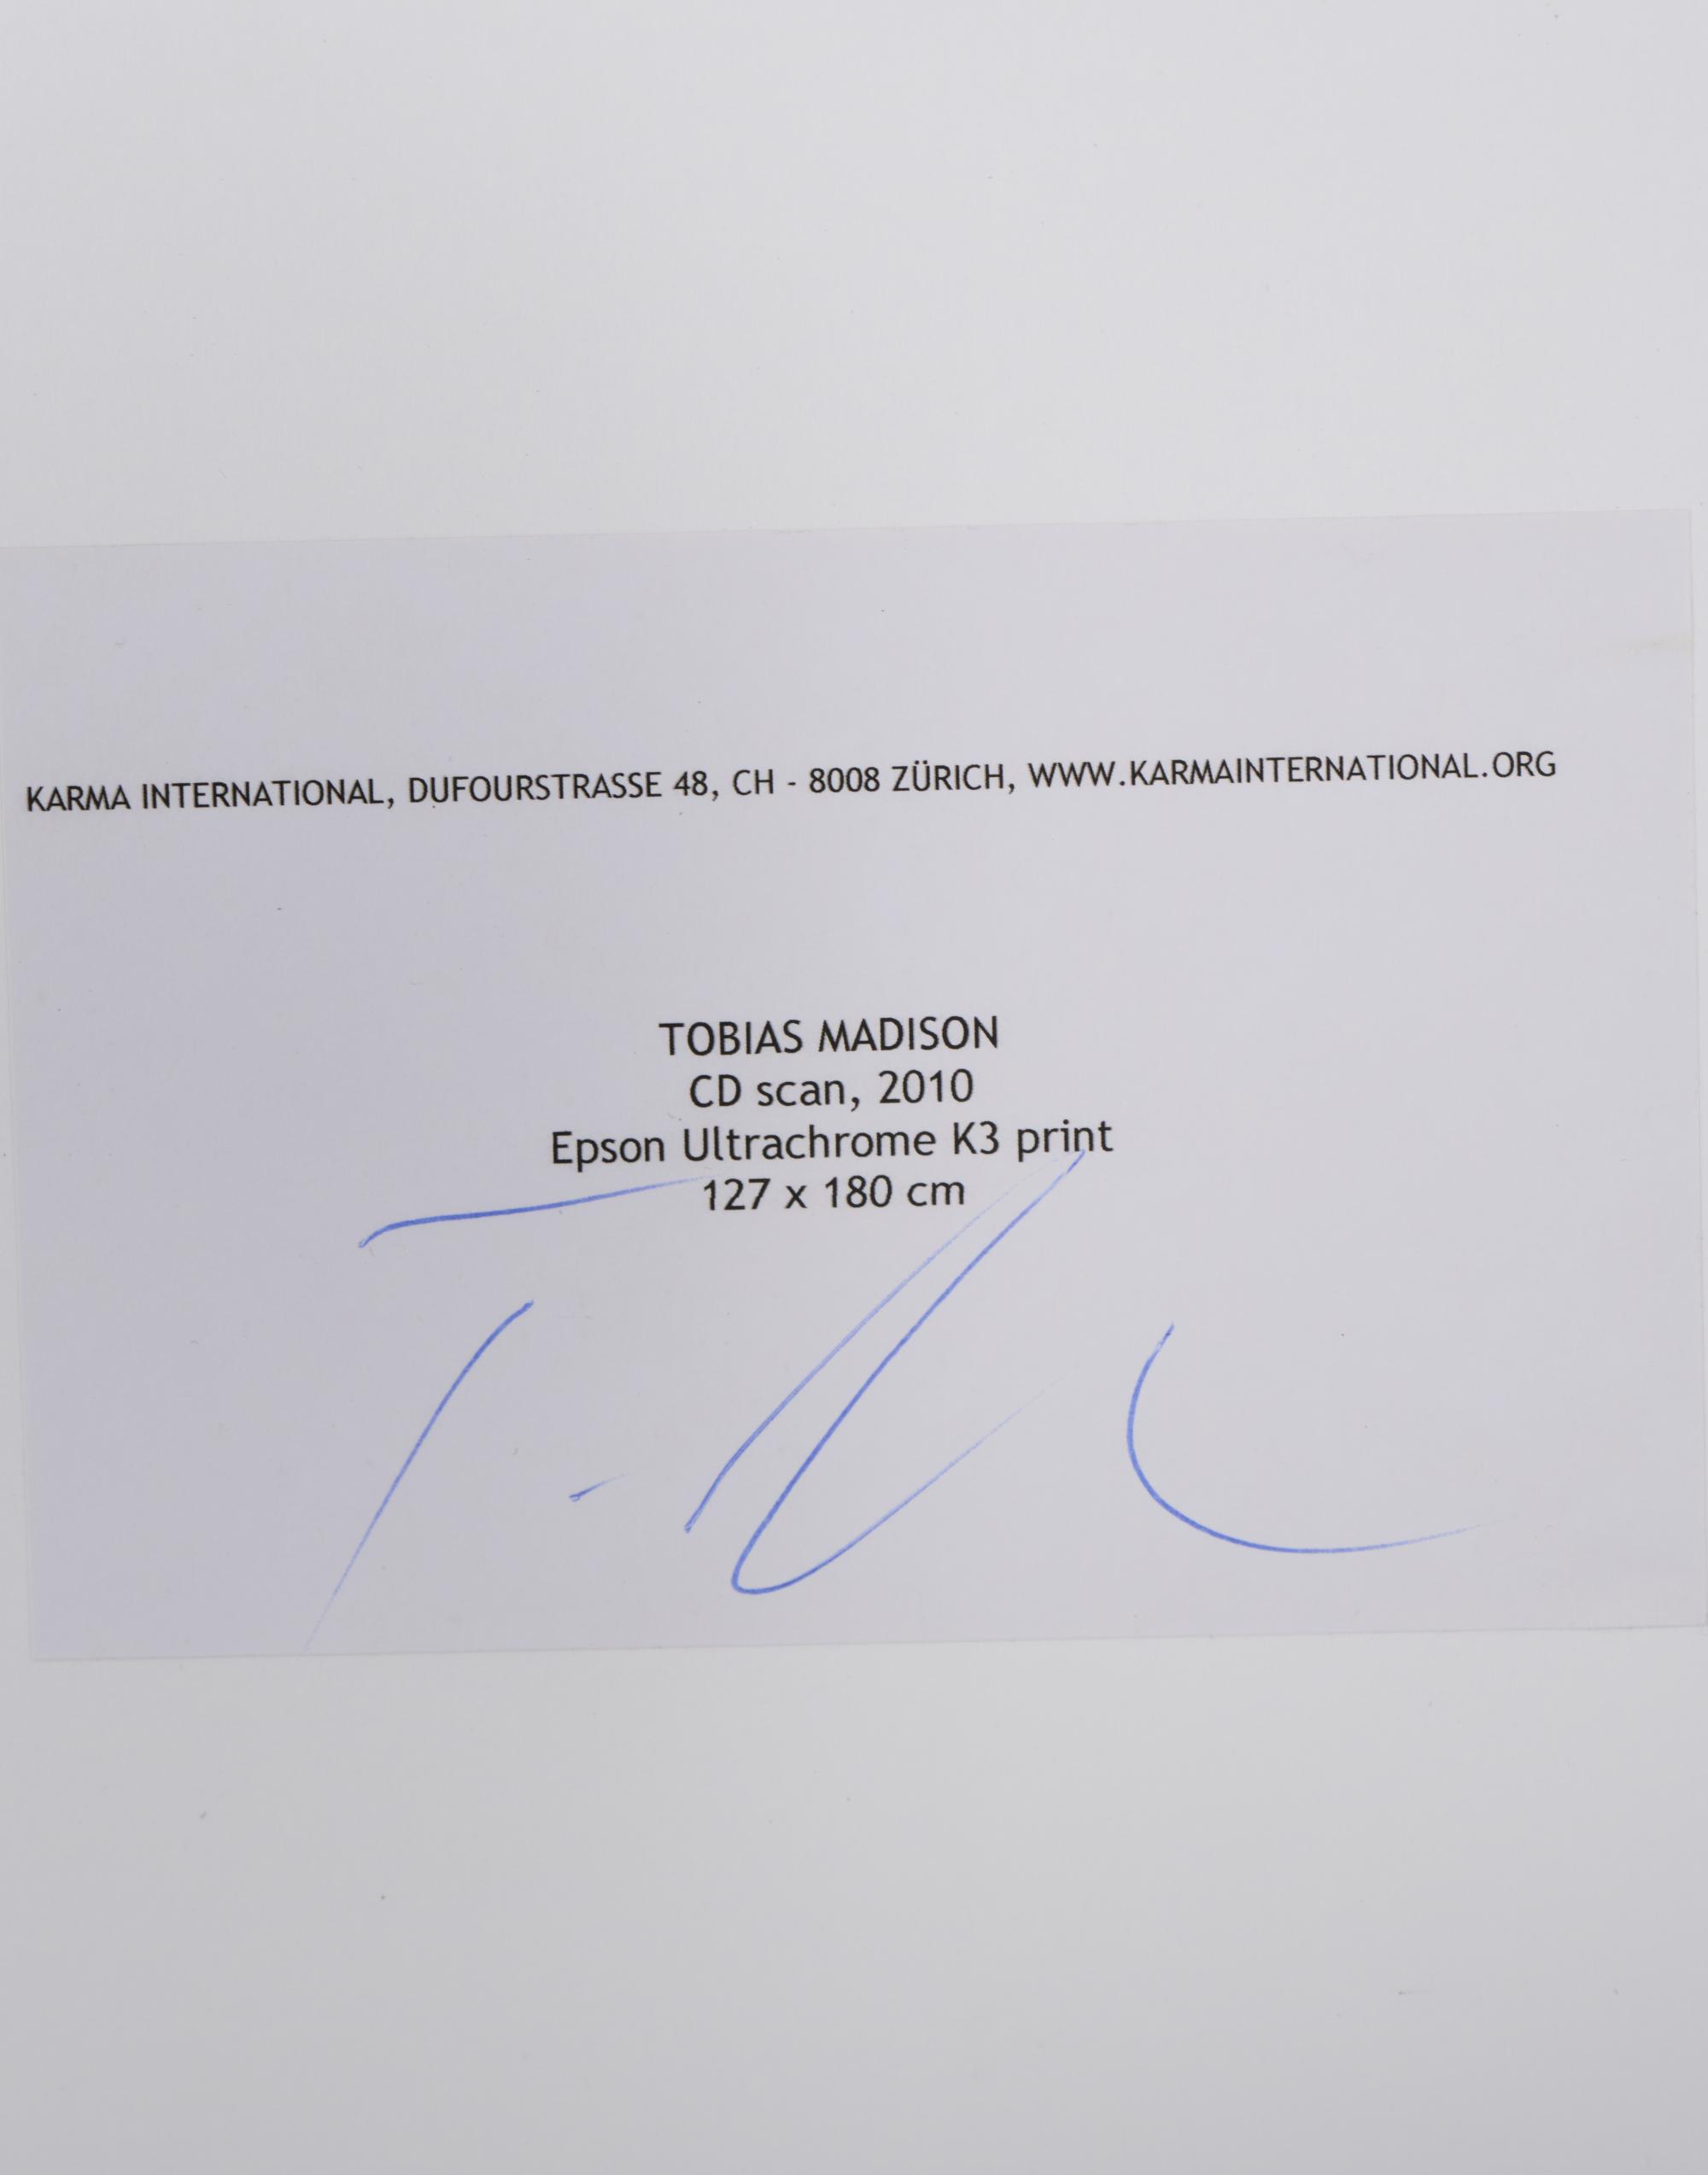 KARMA INTERNATIONAL, DUFOURSTRASSE 48, CH - 8008 ZÜRICH, WWW.KARMAINTERNATIONAL.ORG
TOBIAS MADISON
CD scan, 2010
Epson Ultrachrome K3 print
127 x 180 cm